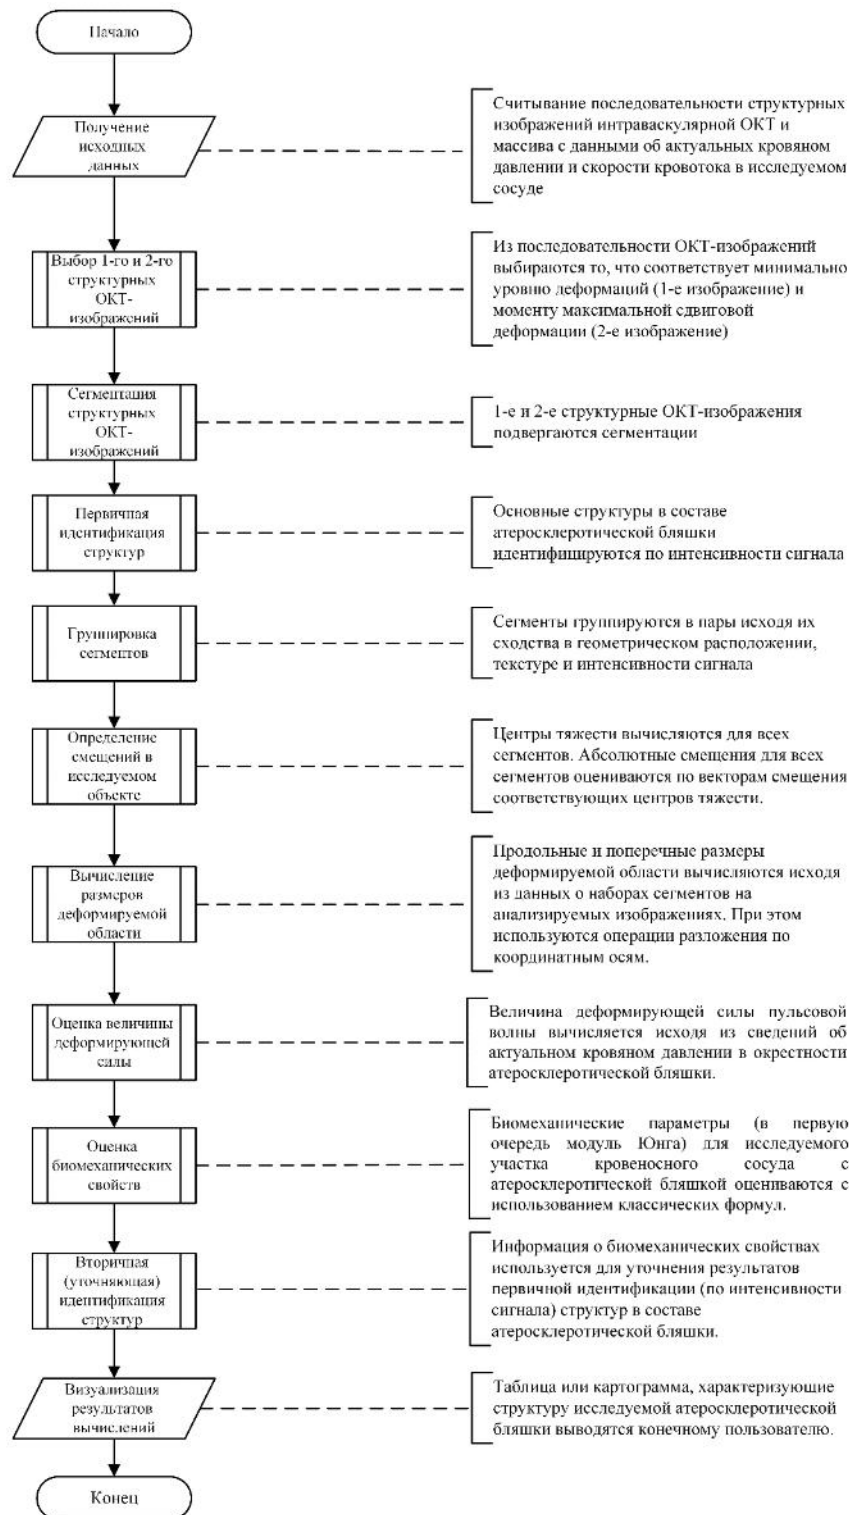 Начало
Получение
исходных
данных
Считывание последовательности структурных
изображений интраваскулярной ОКТ и
массива с данными об актуальных кровяном
давлении и скорости кровотока в исследуемом
сосуде
Выбор 1-го и 2-го
структурных
ОКТ-
изображений
Из последовательности ОКТ-изображений
выбираются то, что соответствует минимально
уровню деформаций (1-е изображение) и
моменту максимальной сдвиговой
деформации (2-е изображение)
Сегментация
структурных
ОКТ-
изображений
1-е и 2-е структурные ОКТ-изображения
подвергаются сегментации
Первичная
идентификация
структур
Основные структуры в составе
атеросклеротической бляшки
идентифицируются по интенсивности сигнала
Группировка
сегментов
Сегменты группируются в пары исходя их
сходства в геометрическом расположении,
текстуре и интенсивности сигнала
Определение
смещений в
исследуемом
объекте
Центры тяжести вычисляются для всех
сегментов. Абсолютные смещения для всех
сегментов оцениваются по векторам смещения
соответствующих центров тяжести.
Вычисление
размеров
деформируемой
области
Продольные и поперечные размеры
деформируемой области вычисляются исходя
из данных о наборах сегментов на
анализируемых изображениях. При этом
используются операции разложения по
координатным осям.
Оценка величины
деформирующей
силы
Величина деформирующей силы пульсовой
волны вычисляется исходя из сведений об
актуальном кровяном давлении в окрестности
атеросклеротической бляшки.
Оценка
биомеханических
свойств
Биомеханические параметры (в первую
очередь модуль Юнга) для исследуемого
участка кровеносного сосуда с
атеросклеротической бляшкой оцениваются с
использованием классических формул.
Вторичная
(уточняющая)
идентификация
структур
Информация о биомеханических свойствах
используется для уточнения результатов
первичной идентификации (по интенсивности
сигнала) структур в составе
атеросклеротической бляшки.
Визуализация
результатов
вычислений
Таблица или картограмма, характеризующие
структуру исследуемой атеросклеротической
бляшки выводятся конечному пользователю.
Конец